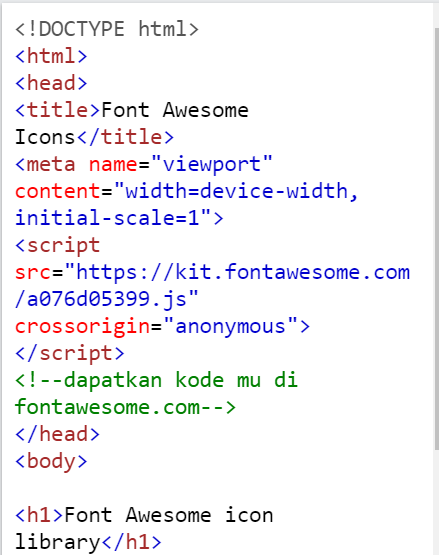 <!DOCTYPE html>
<html>
<head>
<title>Font Awesome
Icons</title>
<meta name="viewport"
content="width=device-width,
initial-scale=1">
<script
src="https://kit.fontawesome.com
/a076d05399.js"
crossorigin="anonymous">
</script>
<!--dapatkan kode mu di
fontawesome.com-->
</head>
<body>

<h1>Font Awesome icon
library</h1>